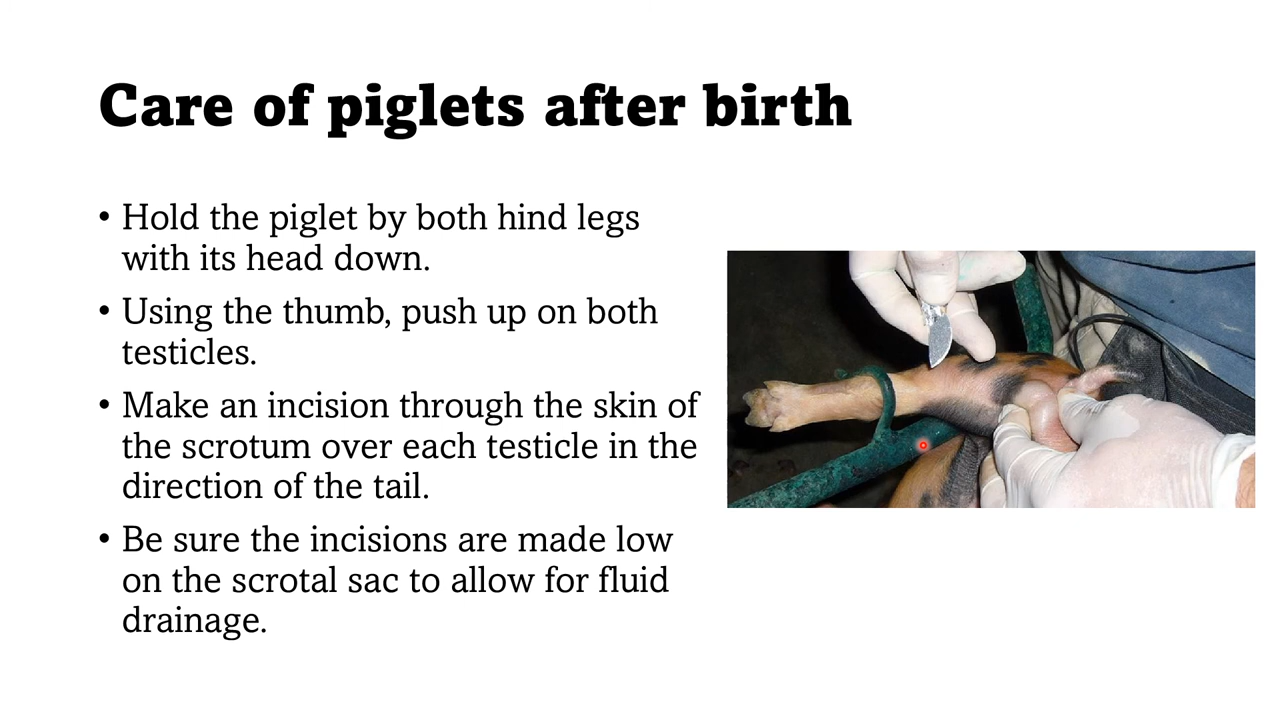 Care of piglets after birth
• Hold the piglet by both hind legs
with its head down.
• Using the thumb, push up on both
testicles.
• Make an incision through the skin of
the scrotum over each testicle in the
direction of the tail.
• Be sure the incisions are made low
on the scrotal sac to allow for fluid
drainage.